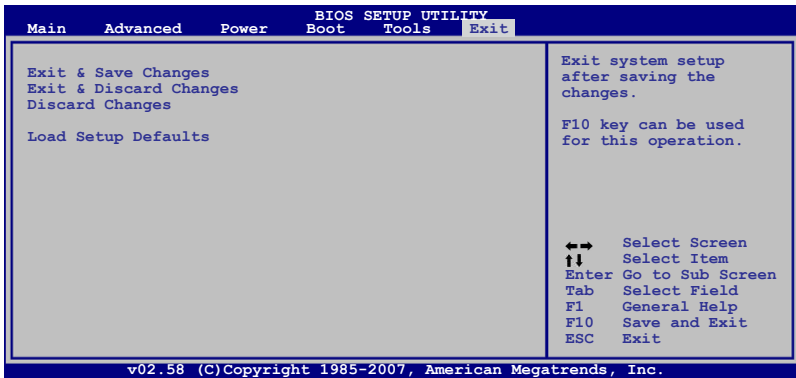 BIOS SETUP UTILITY
Main Advanced Power Boot Tools Exit
Exit & Save Changes
Exit & Discard Changes
Discard Changes
Load Setup Defaults
Exit system setup
after saving the
changes.
F10 key can be used
for this operation.
←→ Select Screen
↑↓ Select Item
Enter Go to Sub Screen
Tab Select Field
F1 General Help
F10 Save and Exit
ESC Exit
v02.58 (C)Copyright 1985-2007, American Megatrends, Inc.